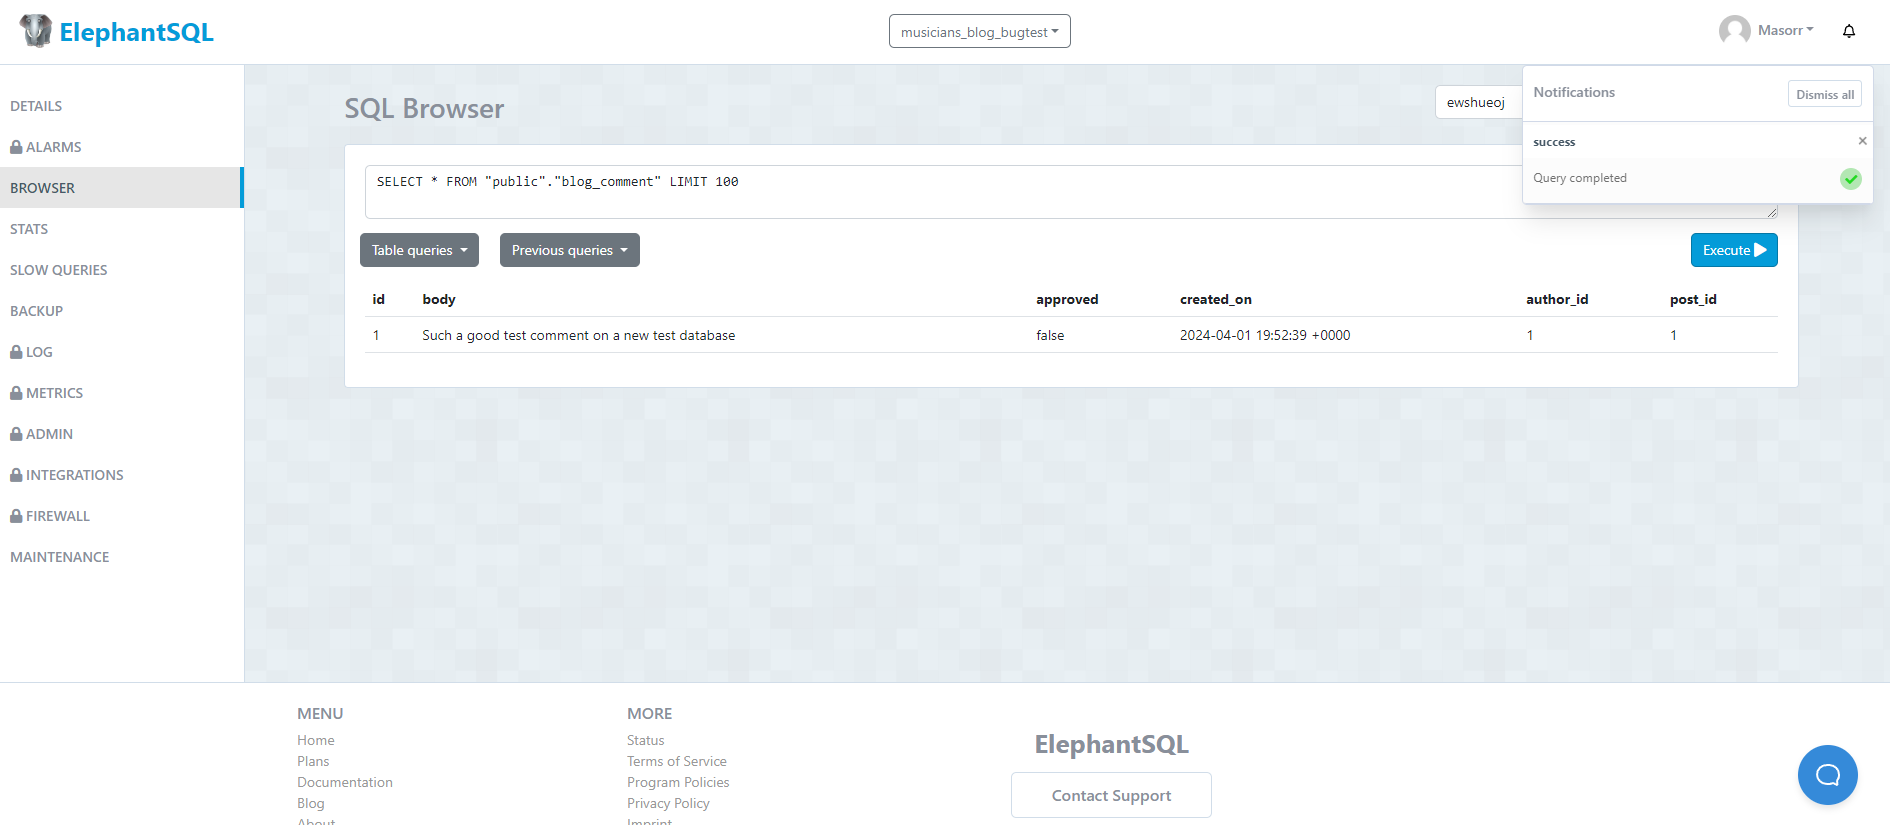 ElephantSQL
musicians_blog_bugtest
Masorr
DETAILS
ALARMS
BROWSER
STATS
SLOW QUERIES
BACKUP
LOG
METRICS
ADMIN
INTEGRATIONS
FIREWALL
MAINTENANCE
SQL Browser
ewshueoj
Notifications
Dismiss all
success
Query completed
SELECT * FROM "public"."blog_comment" LIMIT 100
Table queries
Previous queries
Execute
id body approved created_on author_id post_id
1 Such a good test comment on a new test database false 2024-04-01 19:52:39 +0000 1 1
MENU
Home
Plans
Documentation
Blog
About
MORE
Status
Terms of Service
Program Policies
Privacy Policy
Imprint
ElephantSQL
Contact Support